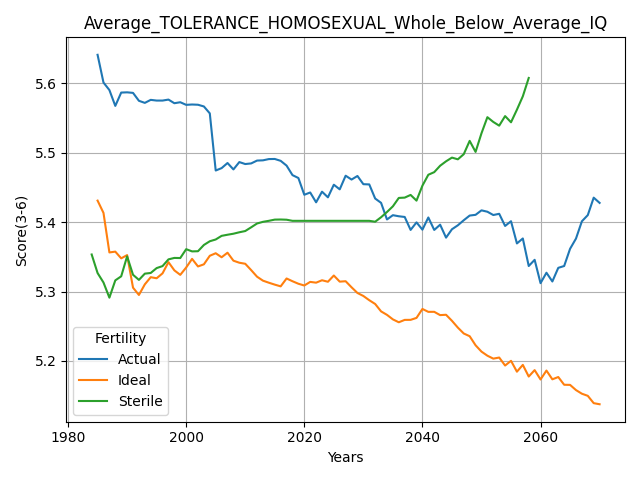 Average_TOLERANCE_HOMOSEXUAL_Whole_Below_Average_IQ
Score(3-6)
5.6
5.5
5.4
5.3
5.2
Fertility
Actual
Ideal
Sterile
1980 2000 2020 2040 2060
Years